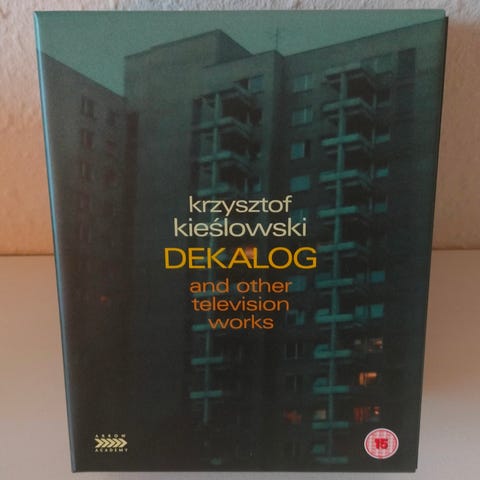 krzysztof
kieślowski
DEKALOG
and other
television
works
ARROW
ACADEMY
15